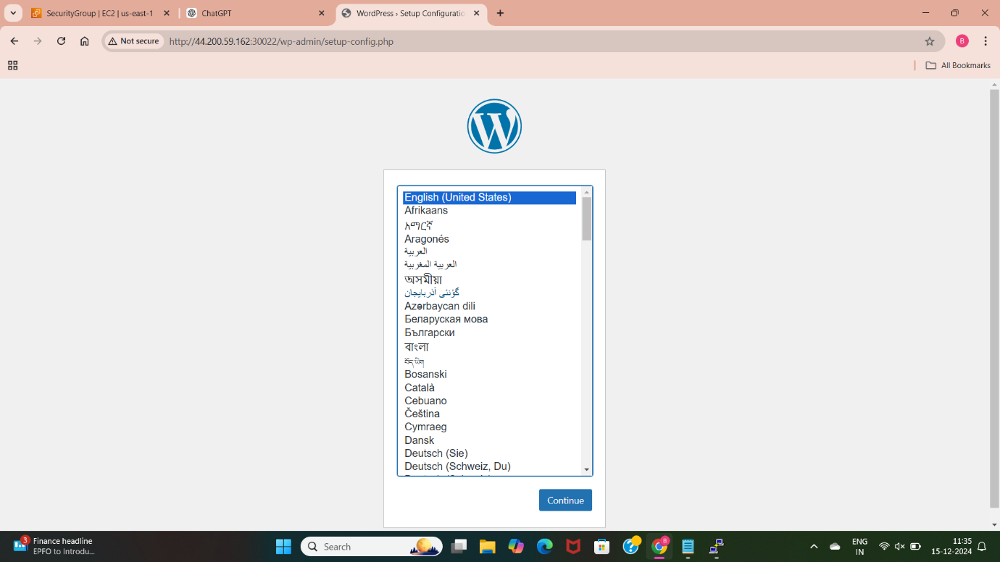 SecurityGroup | EC2 | us-east-1
ChatGPT
WordPress › Setup Configuratio
Not secure
http://44.200.59.162:30022/wp-admin/setup-config.php
B
All Bookmarks
English (United States)
Afrikaans
አማርኛ
Aragonés
العربية
العربية المغربية
অসমীয়া
گؤنئی آذربایجان
Azərbaycan dili
Беларуская мова
Български
বাংলা
བོད་ཡིག
Bosanski
Català
Cebuano
Čeština
Cymraeg
Dansk
Deutsch (Sie)
Deutsch (Schweiz, Du)
Continue
3
Finance headline
EPFO to Introdu...
Search
B
ENG
IN
11:35
15-12-2024